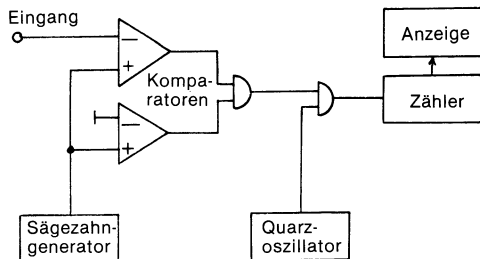 Eingang
Anzeige
−
+
Kompa-
ratoren
Zähler
−
+
Sägezahn-
generator
Quarz-
oszillator